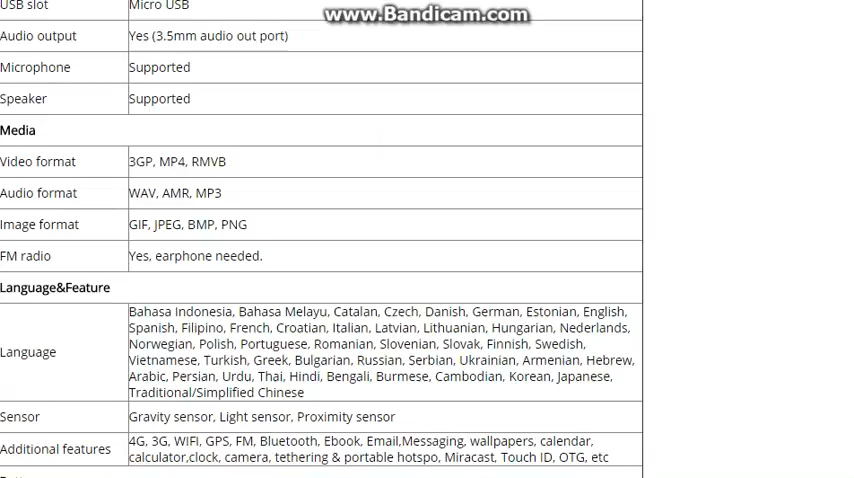 www.Bandicam.com
USB slot Micro USB
Audio output Yes (3.5mm audio out port)
Microphone Supported
Speaker Supported
Media
Video format 3GP, MP4, RMVB
Audio format WAV, AMR, MP3
Image format GIF, JPEG, BMP, PNG
FM radio Yes, earphone needed.
Language&Feature
Language
Bahasa Indonesia, Bahasa Melayu, Catalan, Czech, Danish, German, Estonian, English,
Spanish, Filipino, French, Croatian, Italian, Latvian, Lithuanian, Hungarian, Nederlands,
Norwegian, Polish, Portuguese, Romanian, Slovenian, Slovak, Finnish, Swedish,
Vietnamese, Turkish, Greek, Bulgarian, Russian, Serbian, Ukrainian, Armenian, Hebrew,
Arabic, Persian, Urdu, Thai, Hindi, Bengali, Burmese, Cambodian, Korean, Japanese,
Traditional/Simplified Chinese
Sensor Gravity sensor, Light sensor, Proximity sensor
Additional features
4G, 3G, WIFI, GPS, FM, Bluetooth, Ebook, Email,Messaging, wallpapers, calendar,
calculator,clock, camera, tethering & portable hotspo, Miracast, Touch ID, OTG, etc